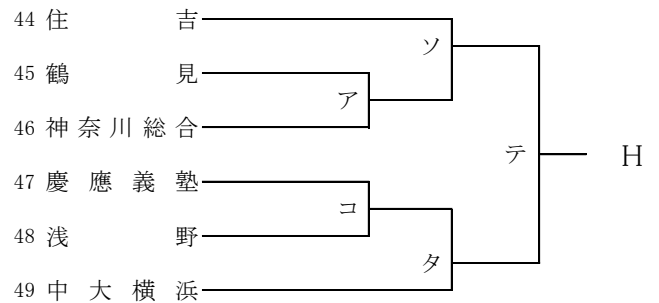 44 住吉
ソ
45 鶴見
ア
46 神奈川総合
テ H
47 慶應義塾
コ
48 浅野
タ
49 中大横浜